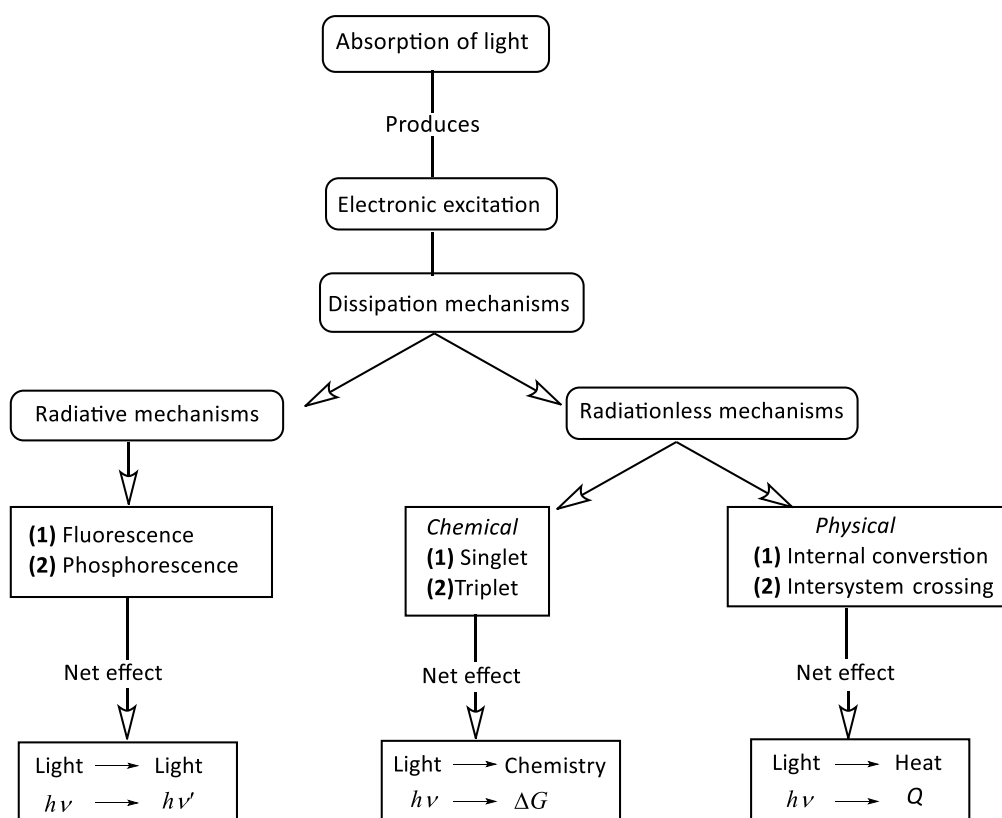 Absorption of light
Produces
Electronic excitation
Dissipation mechanisms
Radiative mechanisms
Radiationless mechanisms
(1) Fluorescence
(2) Phosphorescence
Chemical
(1) Singlet
(2)Triplet
Physical
(1) Internal converstion
(2) Intersystem crossing
Net effect
Net effect
Net effect
Light → Light
hν → hν′
Light → Chemistry
hν → ΔG
Light → Heat
hν → Q